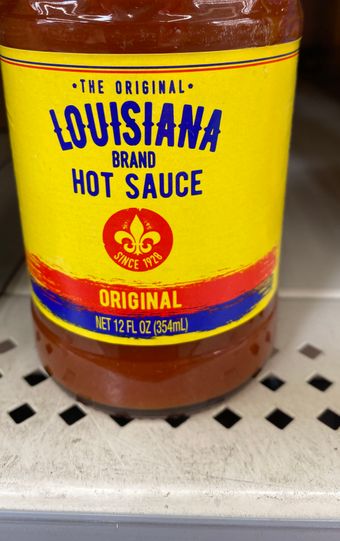 •THE ORIGINAL•
LOUISIANA
BRAND
HOT SAUCE
SINCE 1928
ORIGINAL
NET 12 FL OZ (354mL)